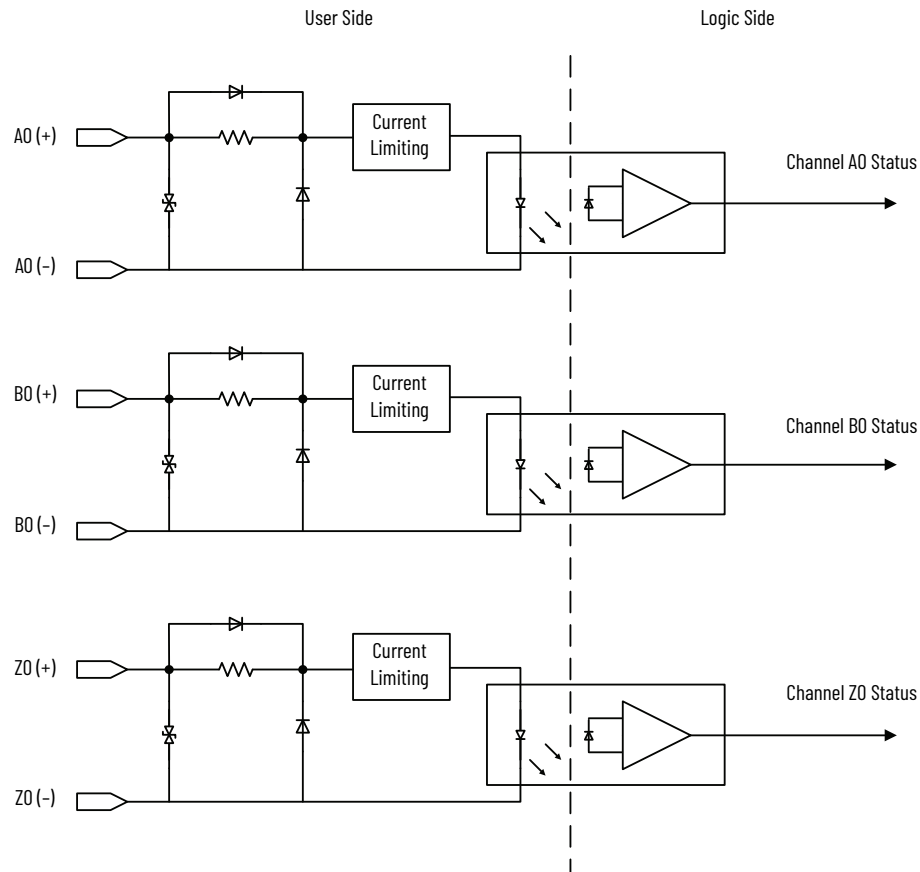 User Side
Logic Side
A0 (+)
Current
Limiting
Channel A0 Status
A0 (–)
B0 (+)
Current
Limiting
Channel B0 Status
B0 (–)
Z0 (+)
Current
Limiting
Channel Z0 Status
Z0 (–)